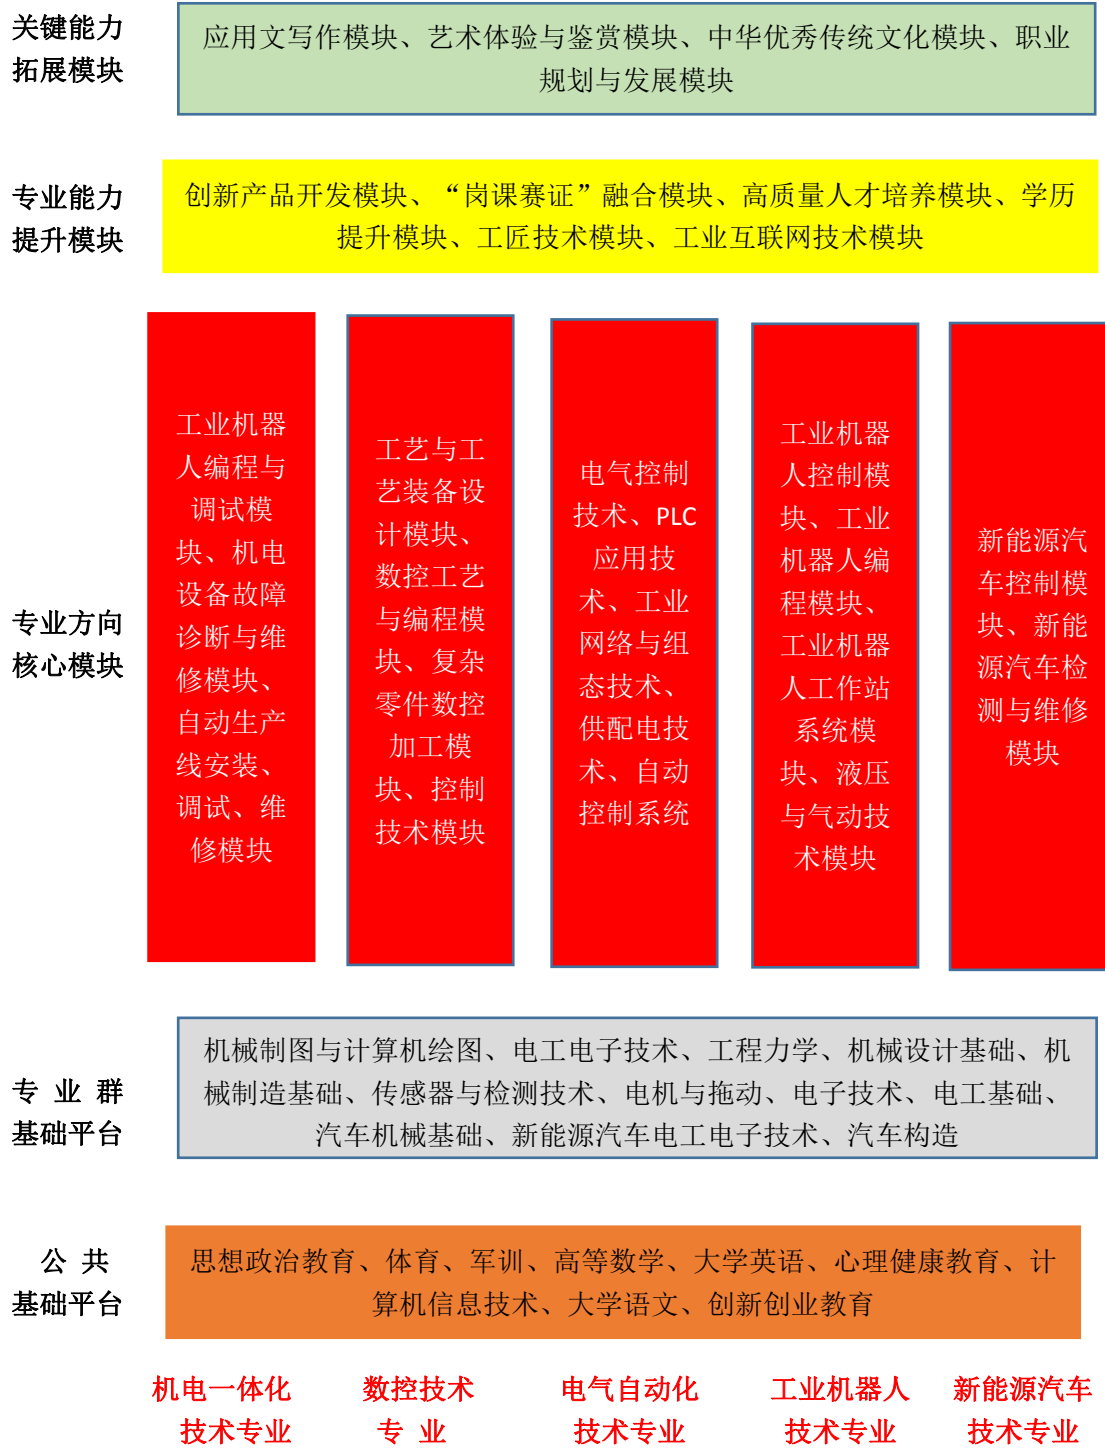 关键能力
拓展模块
应用文写作模块、艺术体验与鉴赏模块、中华优秀传统文化模块、职业
规划与发展模块
专业能力
提升模块
创新产品开发模块、“岗课赛证”融合模块、高质量人才培养模块、学历
提升模块、工匠技术模块、工业互联网技术模块
专业方向
核心模块
工业机器
人编程与
调试模
块、机电
设备故障
诊断与维
修模块、
自动生产
线安装、
调试、维
修模块
工艺与工
艺装备设
计模块、
数控工艺
与编程模
块、复杂
零件数控
加工模
块、控制
技术模块
电气控制
技术、PLC
应用技
术、工业
网络与组
态技术、
供配电技
术、自动
控制系统
工业机器
人控制模
块、工业
机器人编
程模块、
工业机器
人工作站
系统模
块、液压
与气动技
术模块
新能源汽
车控制模
块、新能
源汽车检
测与维修
模块
专 业 群
基础平台
机械制图与计算机绘图、电工电子技术、工程力学、机械设计基础、机
械制造基础、传感器与检测技术、电机与拖动、电子技术、电工基础、
汽车机械基础、新能源汽车电工电子技术、汽车构造
公 共
基础平台
思想政治教育、体育、军训、高等数学、大学英语、心理健康教育、计
算机信息技术、大学语文、创新创业教育
机电一体化
技术专业
数控技术
专 业
电气自动化
技术专业
工业机器人
技术专业
新能源汽车
技术专业